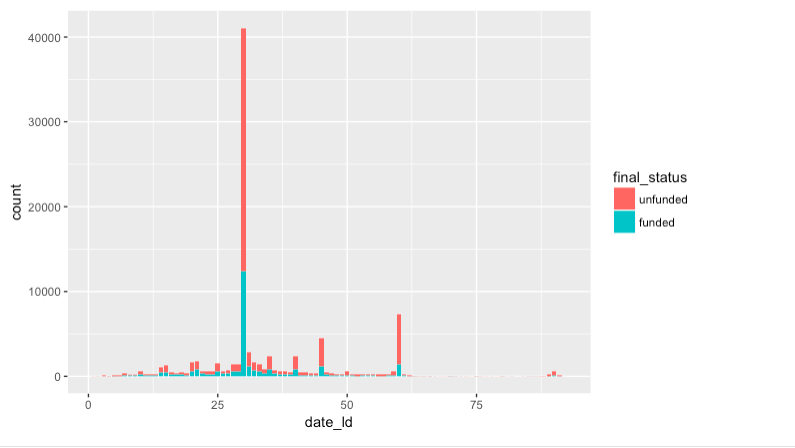 40000
30000
20000
10000
0
count
0 25 50 75
date_ld
final_status
unfunded
funded